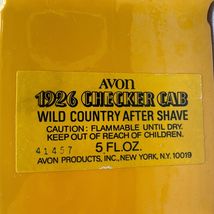 AVON
1926 CHECKER CAB
WILD COUNTRY AFTER SHAVE
CAUTION: FLAMMABLE UNTIL DRY.
KEEP OUT OF REACH OF CHILDREN.
41457 5 FL.OZ.
AVON PRODUCTS, INC., NEW YORK, N.Y. 10019